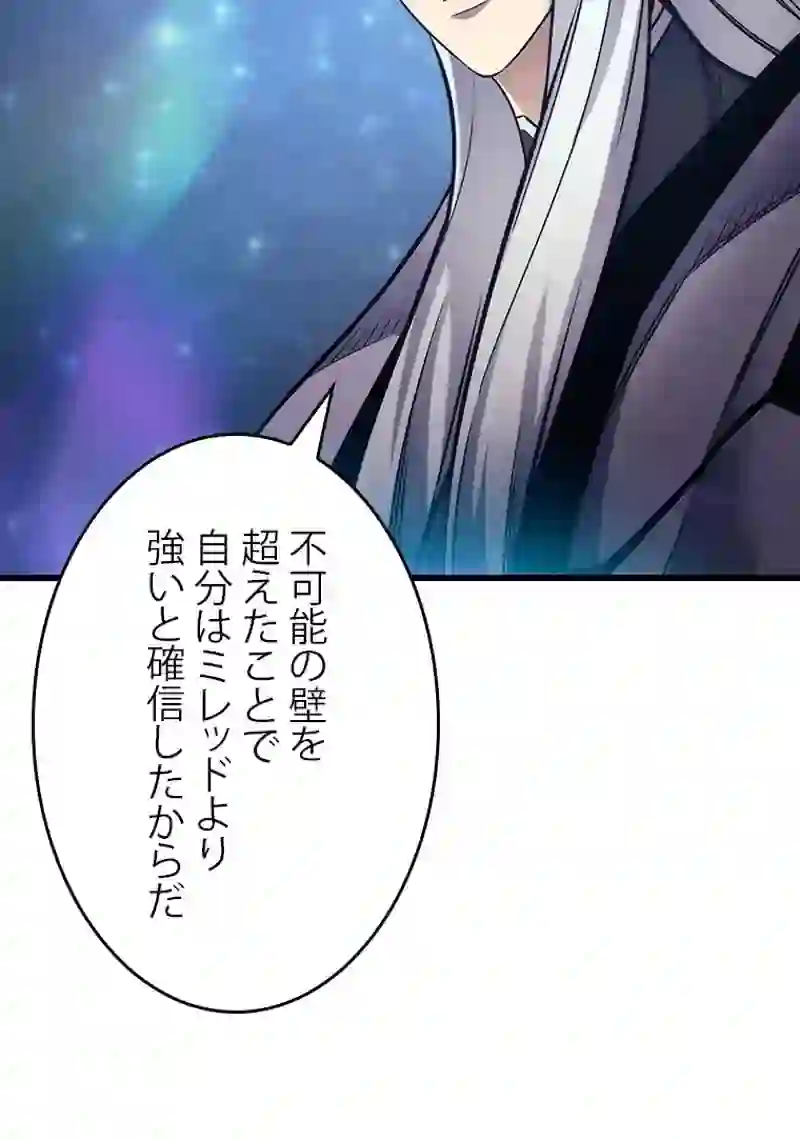 不可能の壁を
超えたことで
自分はミレッドより
強いと確信したからだ